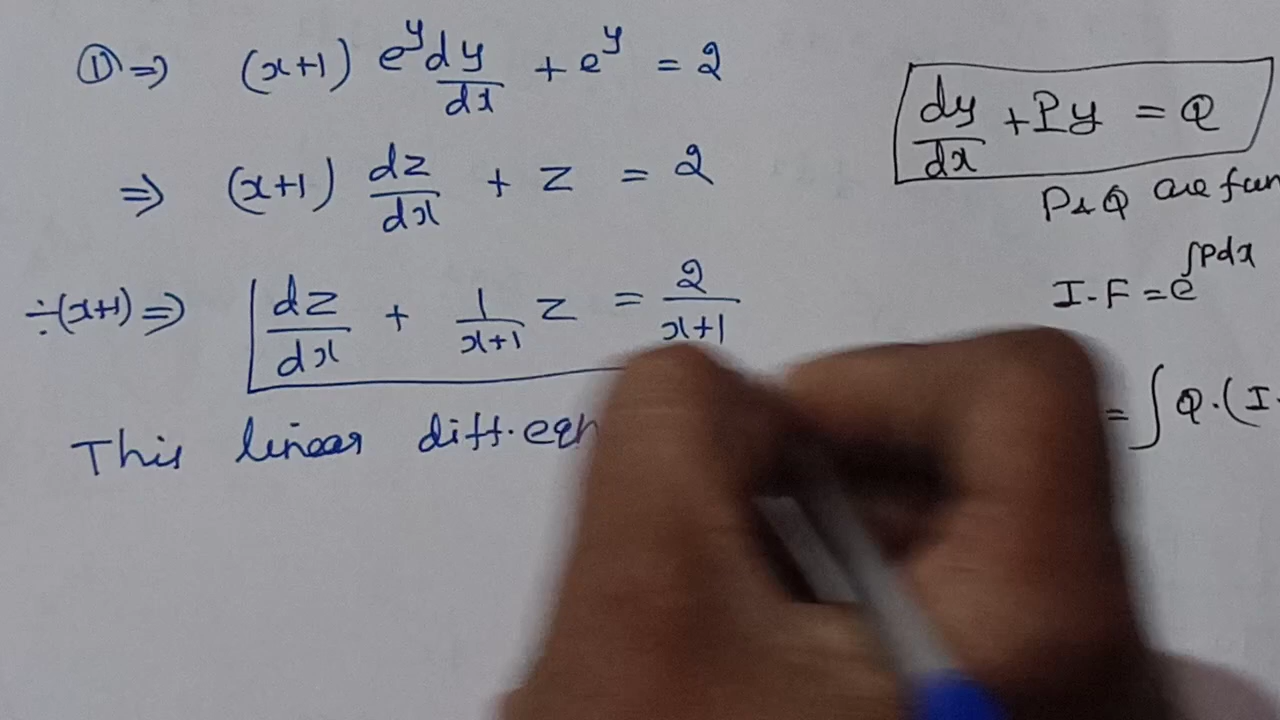 ① ⇒ (x+1) e^y dy/dx + e^y = 2
⇒ (x+1) dz/dx + z = 2
÷(x+1) ⇒ dz/dx + 1/(x+1) z = 2/(x+1)
This linear diff. eqn
dy/dx + Py = Q
P & Q are fun
I.F = e^∫Pdx
= ∫Q.(I.